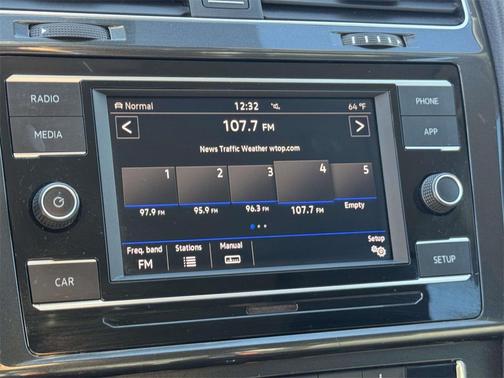 RADIO
MEDIA
CAR
PHONE
APP
SETUP
Normal 12:32 64 °F
107.7 FM
News Traffic Weather wtop.com
1 2 3 4 5
97.9 FM 95.9 FM 96.3 FM 107.7 FM Empty
Freq. band Stations Manual Setup
FM